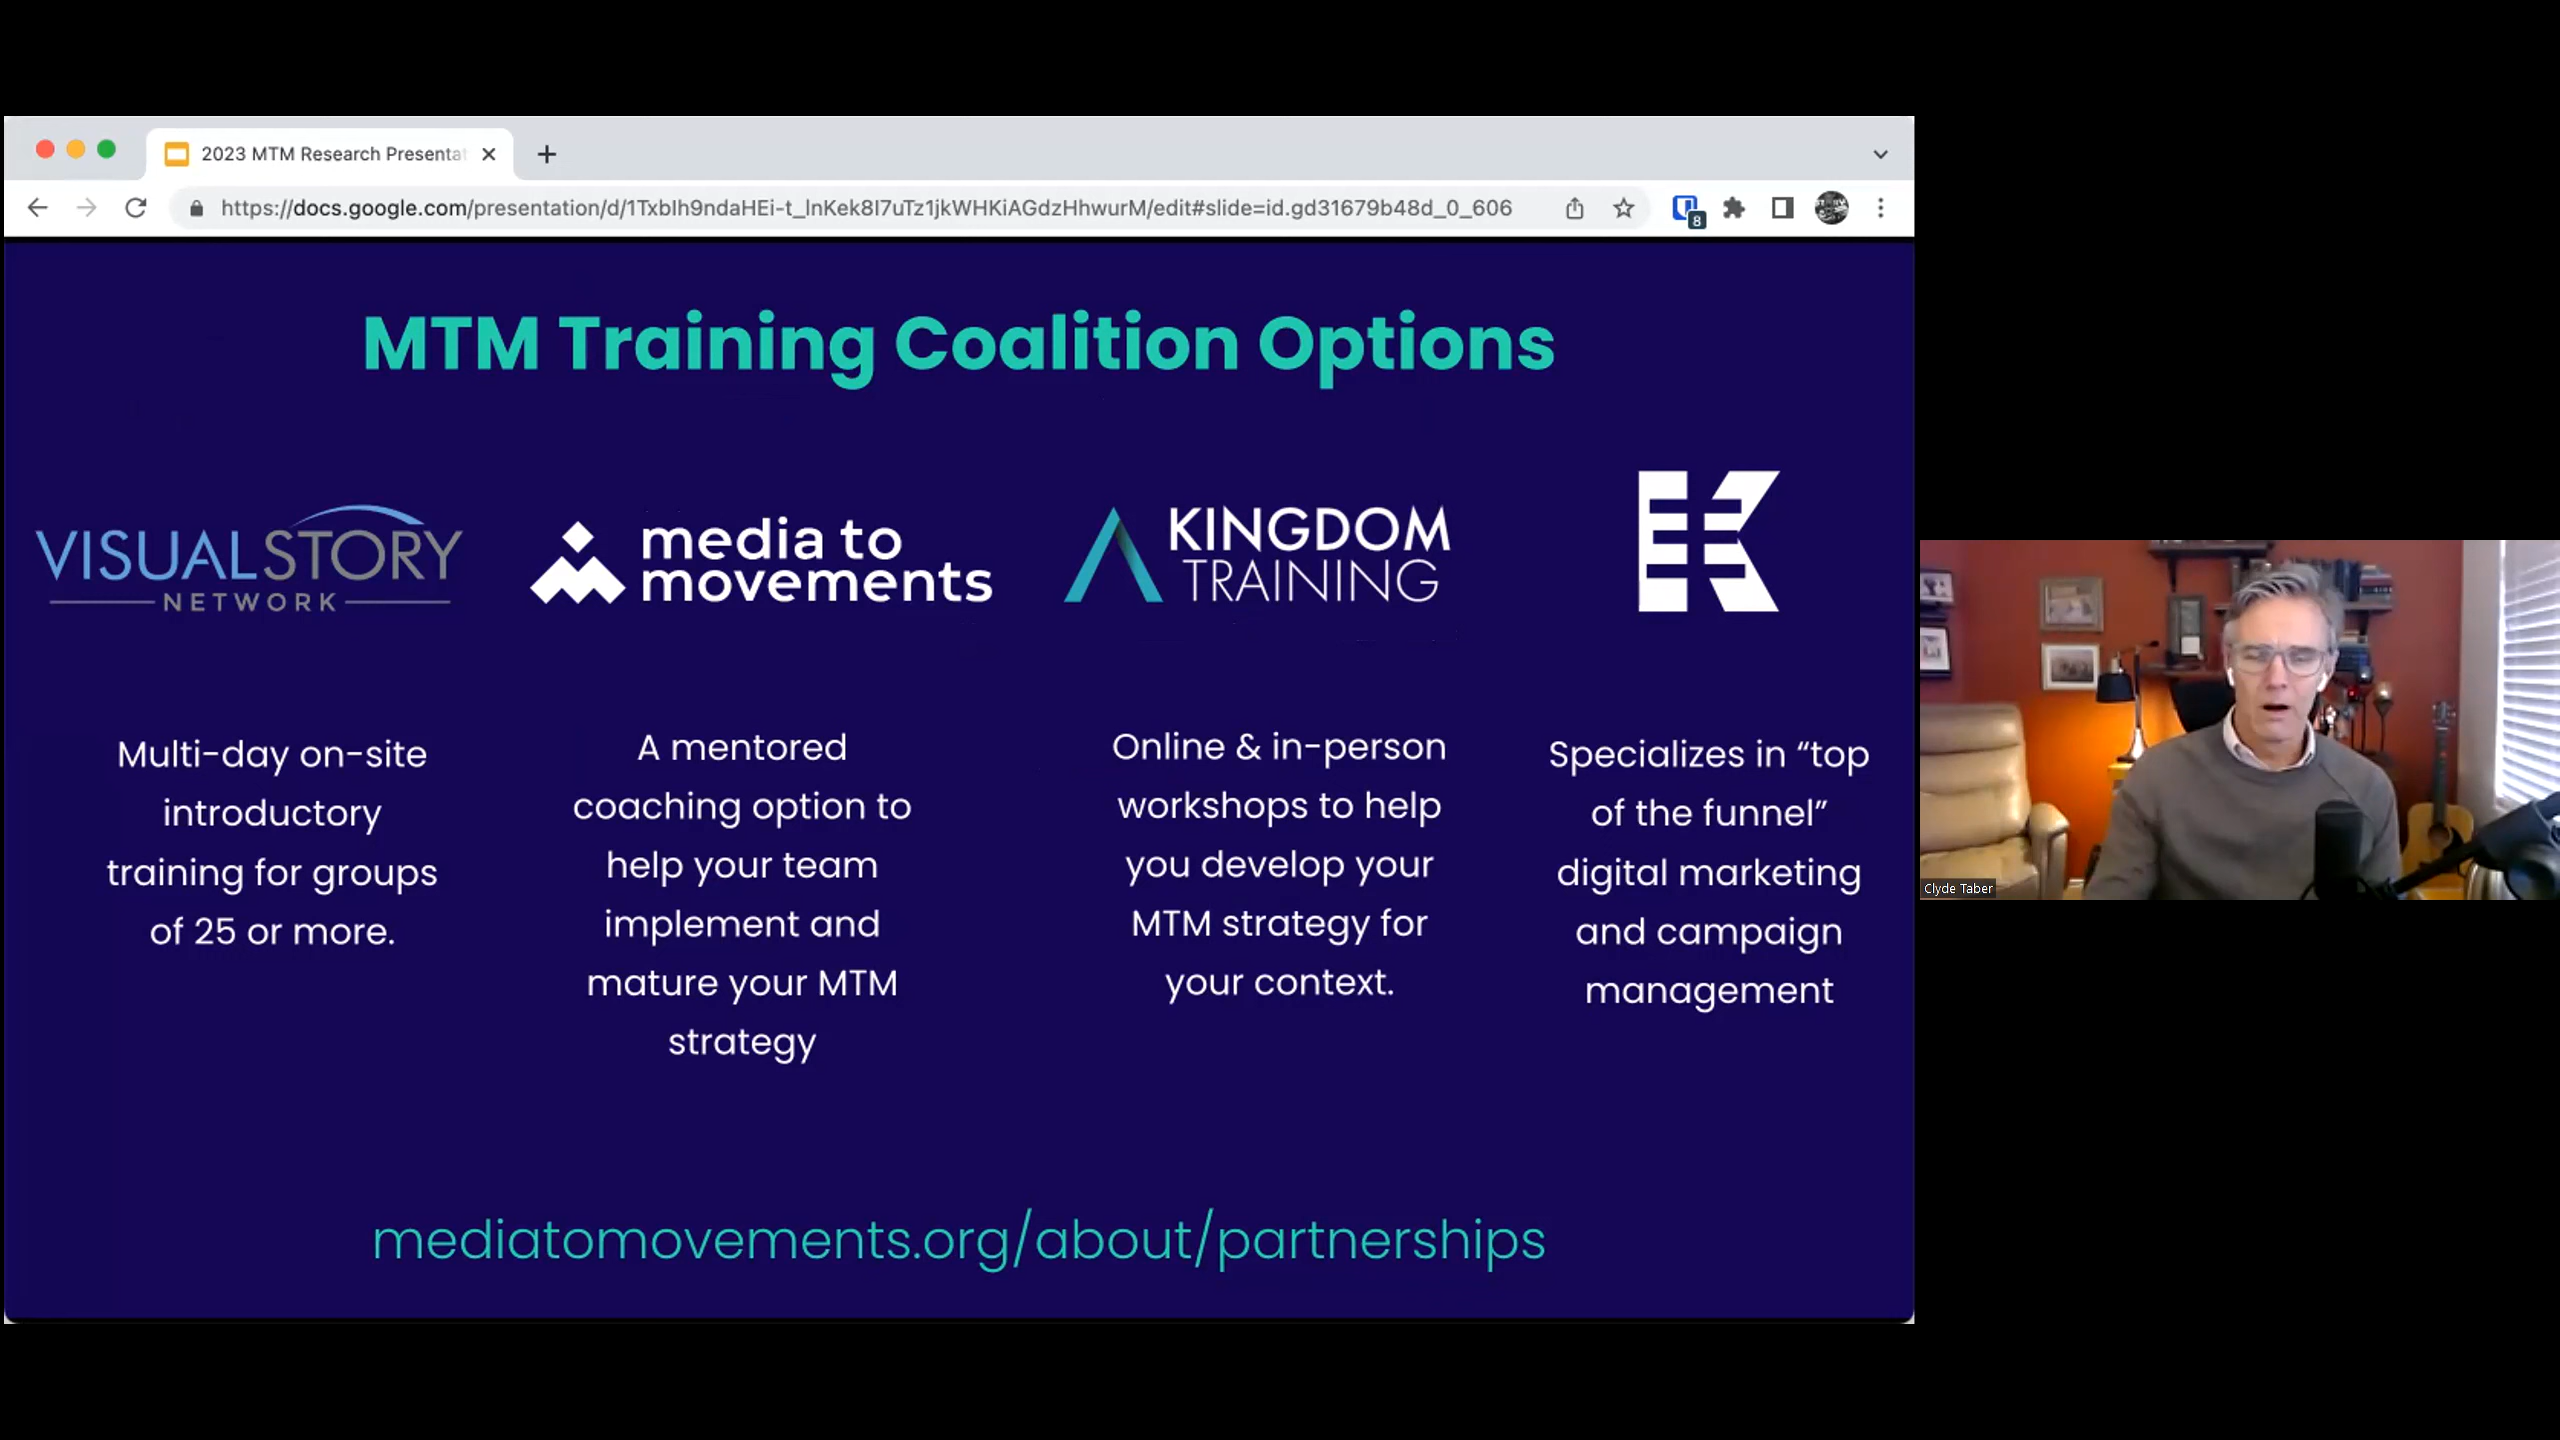 2023 MTM Research Presentat
https://docs.google.com/presentation/d/1TxbIh9ndaHEi-t_lnKek8I7uTz1jkWHKiAGdzHhwurM/edit#slide=id.gd31679b48d_0_606
8
MTM Training Coalition Options
VISUALSTORY
NETWORK
media to
movements
KINGDOM
TRAINING
K
Multi-day on-site
introductory
training for groups
of 25 or more.
A mentored
coaching option to
help your team
implement and
mature your MTM
strategy
Online & in-person
workshops to help
you develop your
MTM strategy for
your context.
Specializes in “top
of the funnel”
digital marketing
and campaign
management
mediatomovements.org/about/partnerships
Clyde Taber